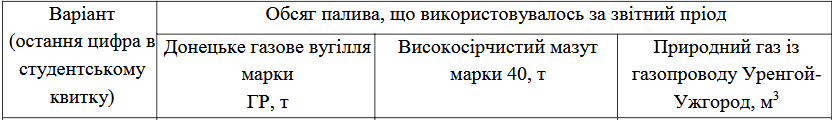 Варіант
(остання цифра в
студентському
квитку)
Обсяг палива, що використовувалось за звітний пріод
Донецьке газове вугілля
марки
ГР, т
Високосірчистий мазут
марки 40, т
Природний газ із
газопроводу Уренгой-
Ужгород, м³